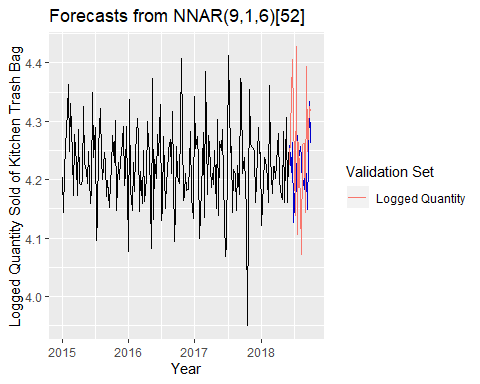 Forecasts from NNAR(9,1,6)[52]
Logged Quantity Sold of Kitchen Trash Bag
4.4
4.3
4.2
4.1
4.0
2015
2016
2017
2018
Year
Validation Set
Logged Quantity